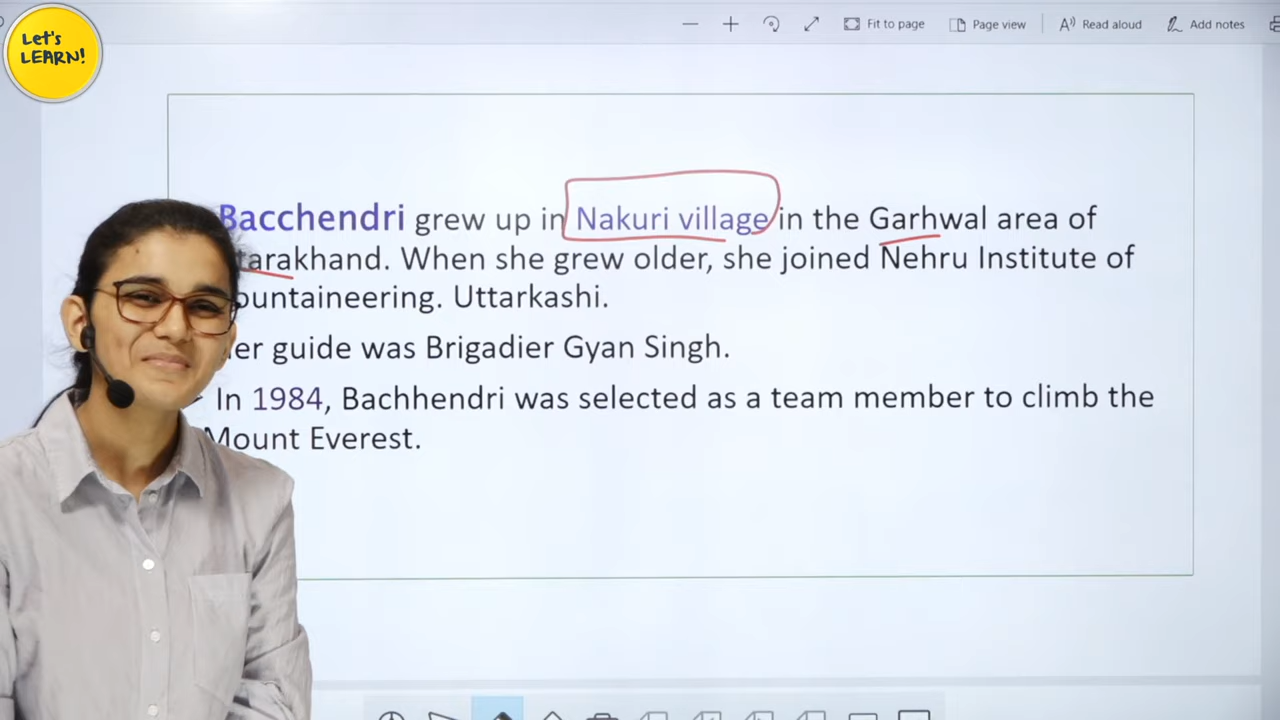 Let's
LEARN!
Fit to page
Page view
Read aloud
Add notes
Bacchendri grew up in Nakuri village in the Garhwal area of
tarakhand. When she grew older, she joined Nehru Institute of
ountaineering. Uttarkashi.
er guide was Brigadier Gyan Singh.
In 1984, Bachhendri was selected as a team member to climb the
Mount Everest.